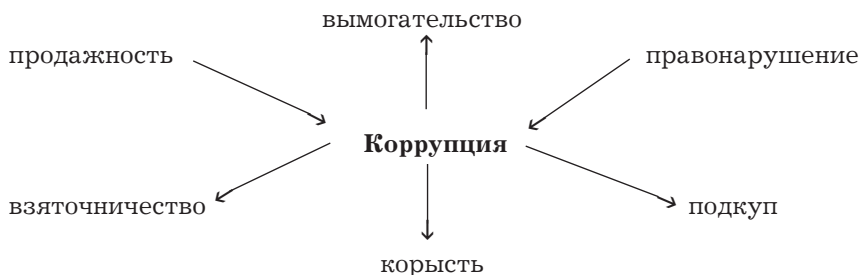 вымогательство
продажность
правонарушение
Коррупция
взяточничество
подкуп
корысть